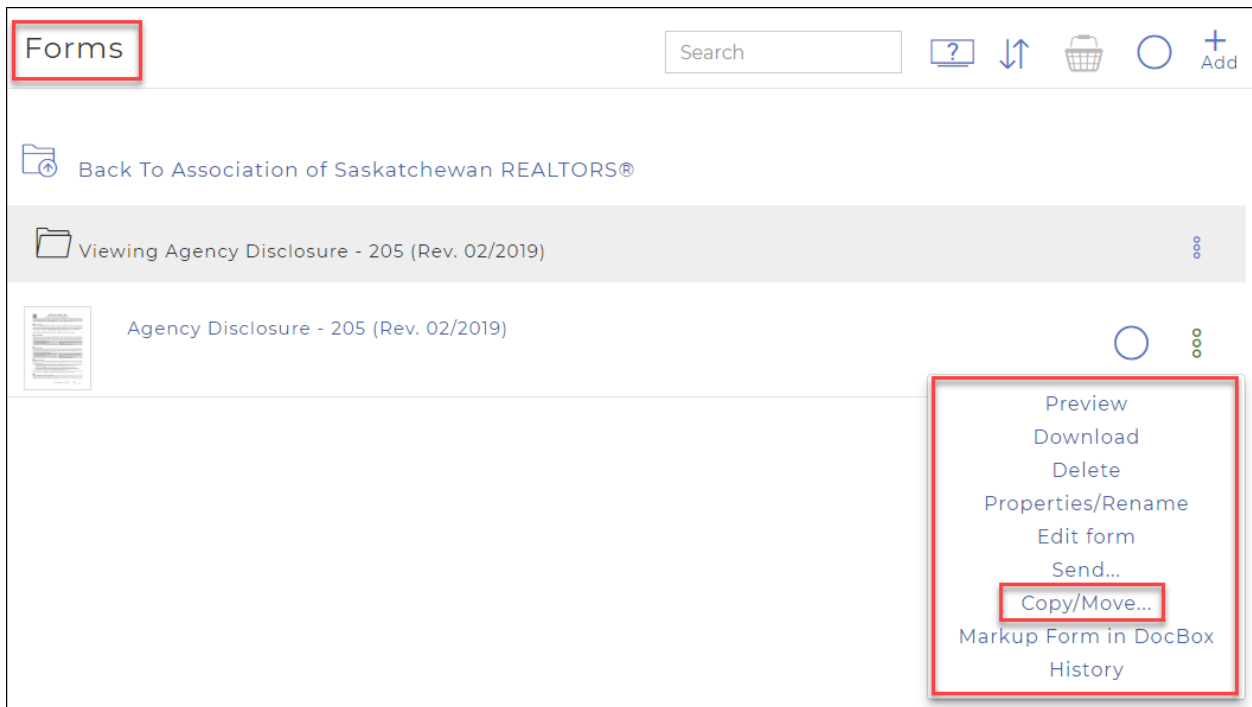 Forms
Search
?
Add
Back To Association of Saskatchewan REALTORS®
Viewing Agency Disclosure - 205 (Rev. 02/2019)
Agency Disclosure - 205 (Rev. 02/2019)
Preview
Download
Delete
Properties/Rename
Edit form
Send...
Copy/Move...
Markup Form in DocBox
History